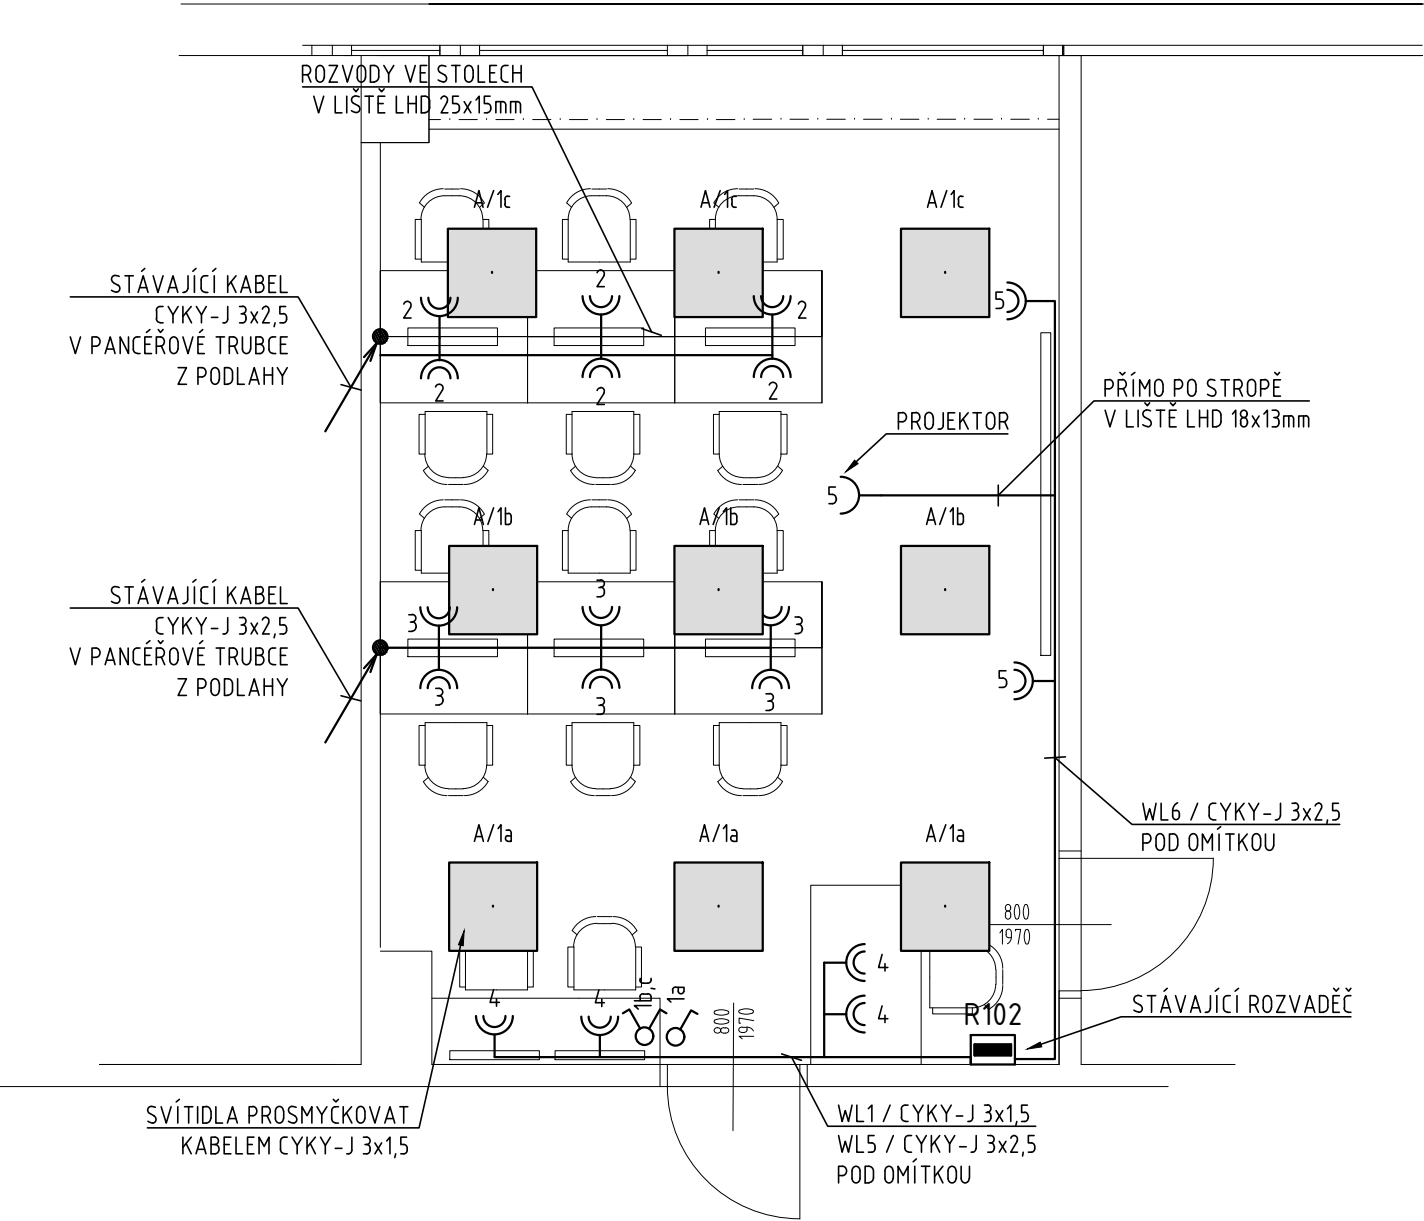 ROZVODY VE STOLECH
V LIŠTĚ LHD 25x15mm
A/1c
A/1c
A/1c
STÁVAJÍCÍ KABEL
CYKY-J 3x2,5
V PANCÉŘOVÉ TRUBCE
Z PODLAHY
2
2
2
5
2
2
2
PŘÍMO PO STROPĚ
V LIŠTĚ LHD 18x13mm
PROJEKTOR
5
A/1b
A/1b
A/1b
STÁVAJÍCÍ KABEL
CYKY-J 3x2,5
V PANCÉŘOVÉ TRUBCE
Z PODLAHY
3
3
3
5
3
3
3
WL6 / CYKY-J 3x2,5
POD OMÍTKOU
A/1a
A/1a
A/1a
800
1970
4
4
4
4
1b,c
1a
800
1970
R102
STÁVAJÍCÍ ROZVADĚČ
SVÍTIDLA PROSMYČKOVAT
KABELEM CYKY-J 3x1,5
WL1 / CYKY-J 3x1,5
WL5 / CYKY-J 3x2,5
POD OMÍTKOU